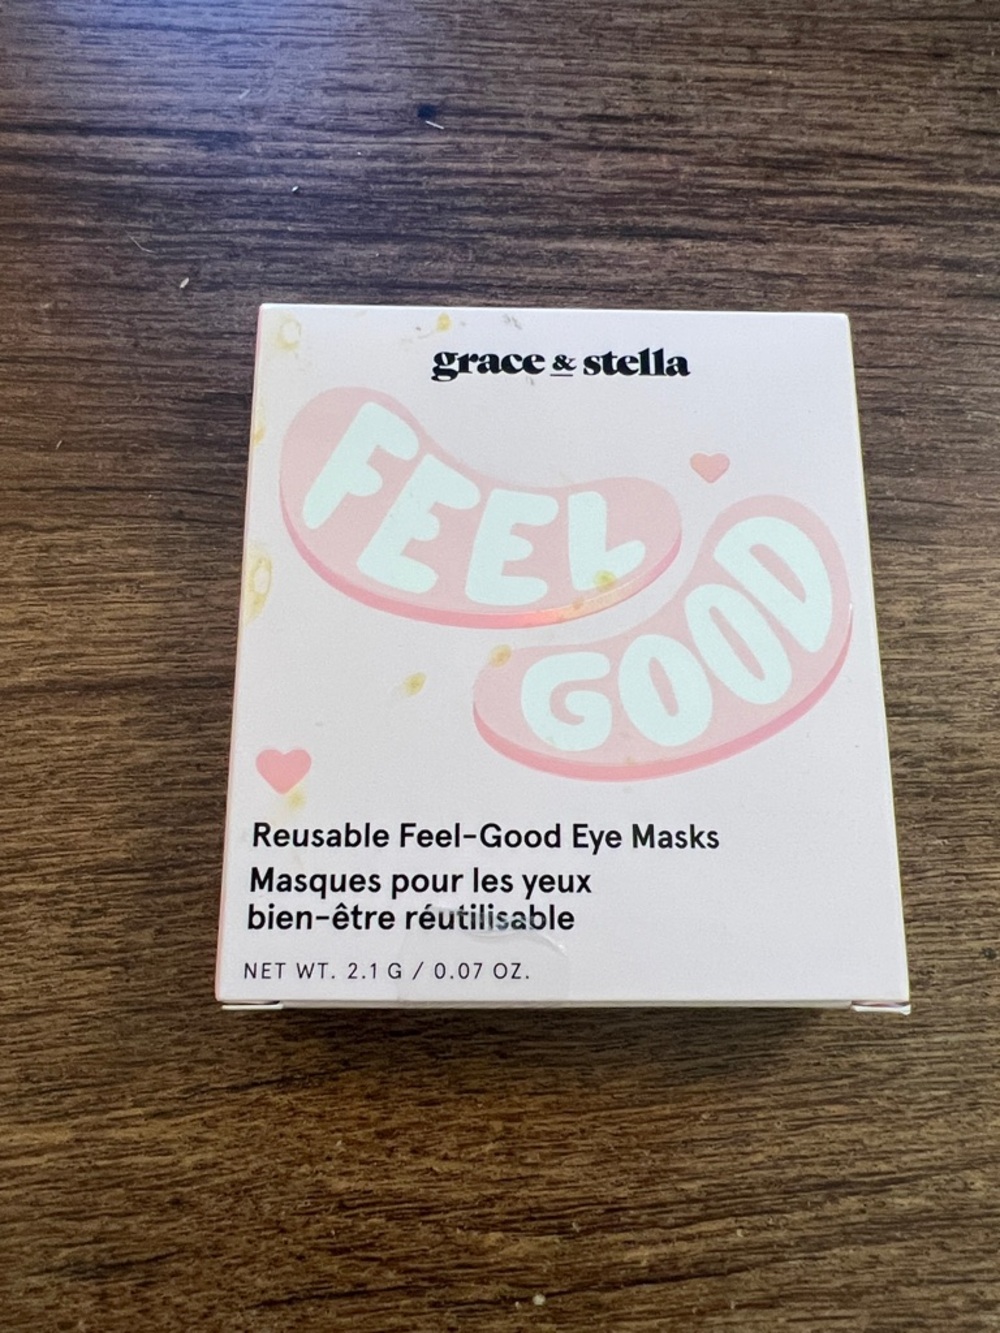 grace & stella
FEEL
GOOD
Reusable Feel-Good Eye Masks
Masques pour les yeux
bien-être réutilisable
NET WT. 2.1 G / 0.07 OZ.